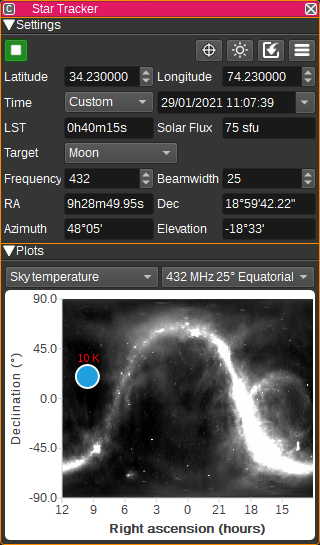 C Star Tracker
Settings
Latitude 34.230000 Longitude 74.230000
Time Custom 29/01/2021 11:07:39
LST 0h40m15s Solar Flux 75 sfu
Target Moon
Frequency 432 Beamwidth 25
RA 9h28m49.95s Dec 18°59'42.22"
Azimuth 48°05' Elevation -18°33'
Plots
Sky temperature 432 MHz 25° Equatorial
90.0
45.0
10 K
0.0
-45.0
-90.0
Declination (°)
12 9 6 3 0 21 18 15
Right ascension (hours)